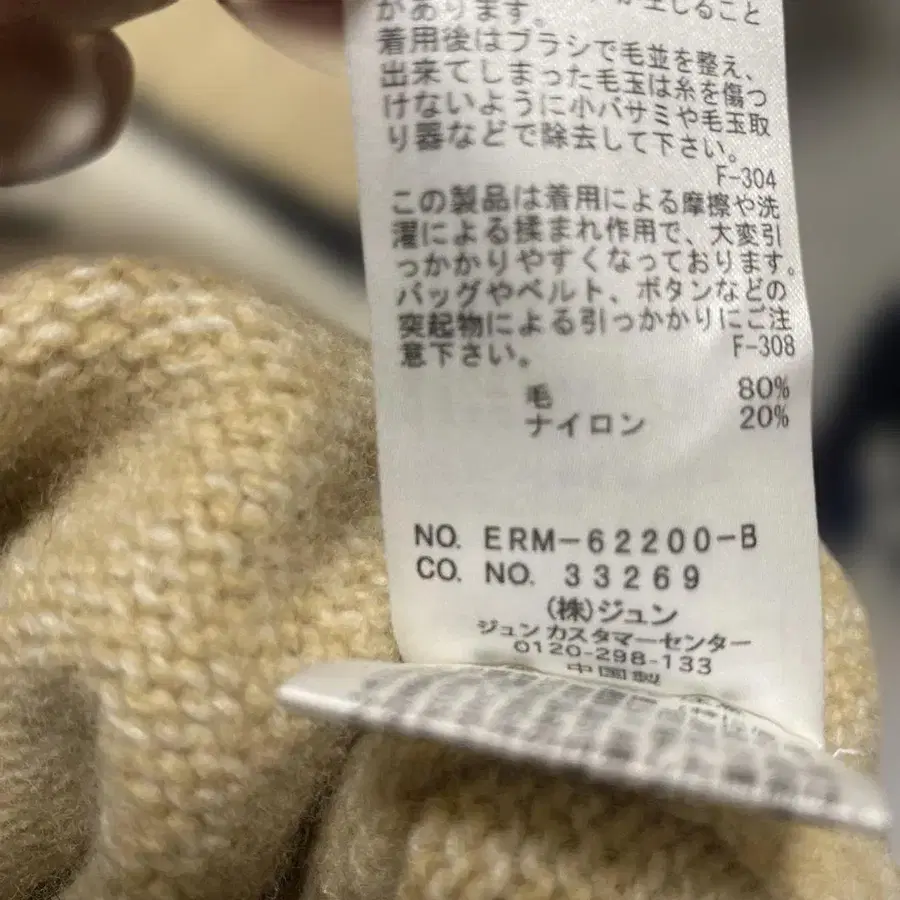 が生じること
があります。
着用後はブラシで毛並を整え、
出来てしまった毛玉は糸を傷つ
けないように小バサミや毛玉取
り器などで除去して下さい。
F-304
この製品は着用による摩擦や洗
濯による揉まれ作用で、大変引
っかかりやすくなっております。
バッグやベルト、ボタンなどの
突起物による引っかかりにご注
意下さい。
F-308
毛 80%
ナイロン 20%
NO. ERM-62200-B
CO. NO. 33269
(株)ジュン
ジュン カスタマーセンター
0120-298-133
中国製